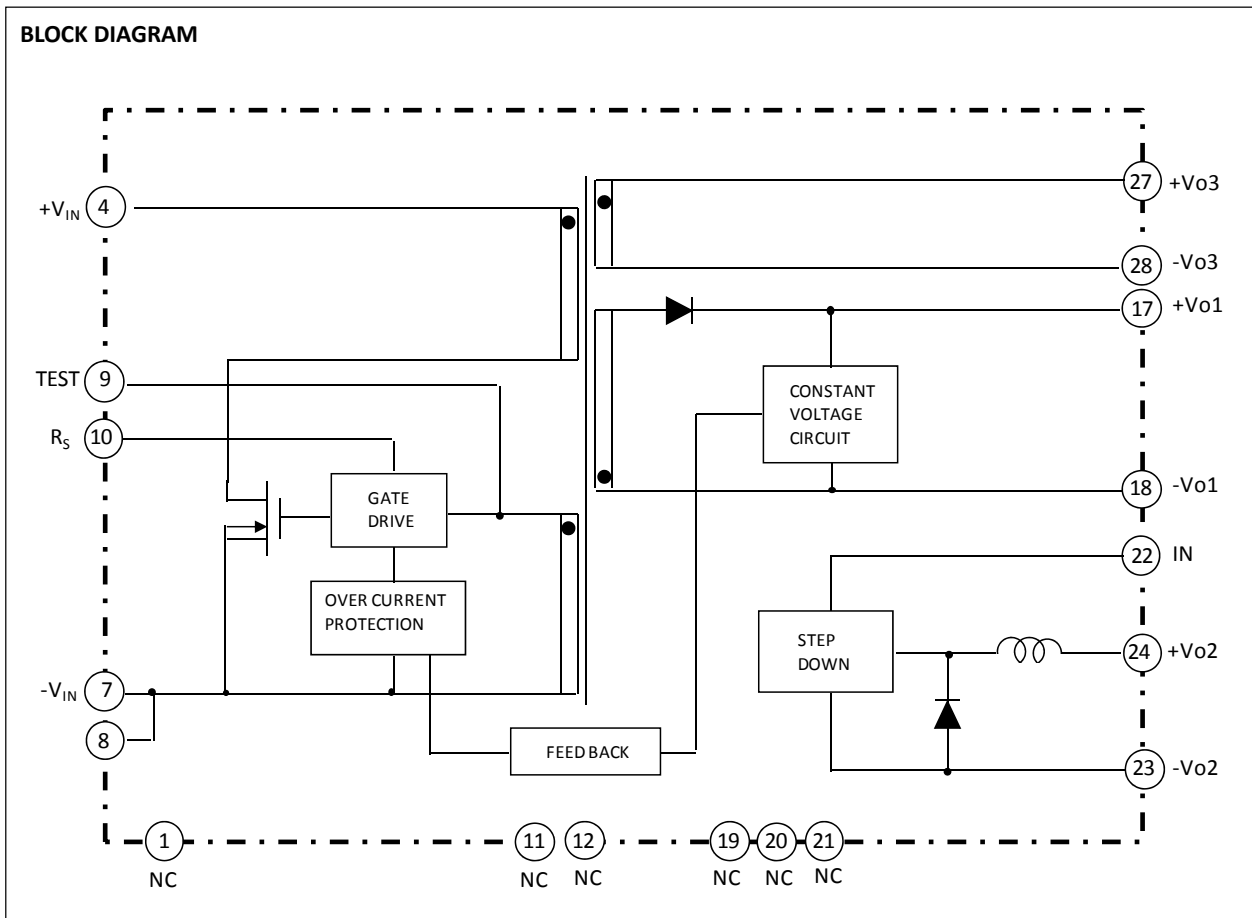 BLOCK DIAGRAM
+VIN 4
27 +Vo3
28 -Vo3
17 +Vo1
TEST 9
RS 10
CONSTANT
VOLTAGE
CIRCUIT
GATE
DRIVE
18 -Vo1
22 IN
OVER CURRENT
PROTECTION
STEP
DOWN
24 +Vo2
-VIN 7
8
FEED BACK
23 -Vo2
1 11 12 19 20 21
NC NC NC NC NC NC